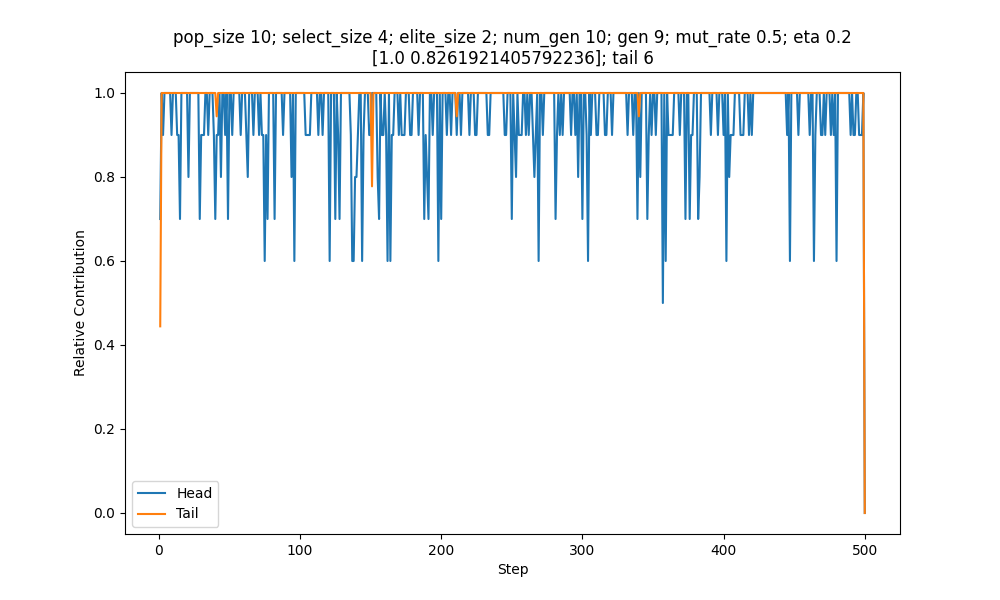 pop_size 10; select_size 4; elite_size 2; num_gen 10; gen 9; mut_rate 0.5; eta 0.2
[1.0 0.8261921405792236]; tail 6
1.0
0.8
0.6
0.4
0.2
0.0
Relative Contribution
Head
Tail
0
100
200
300
400
500
Step